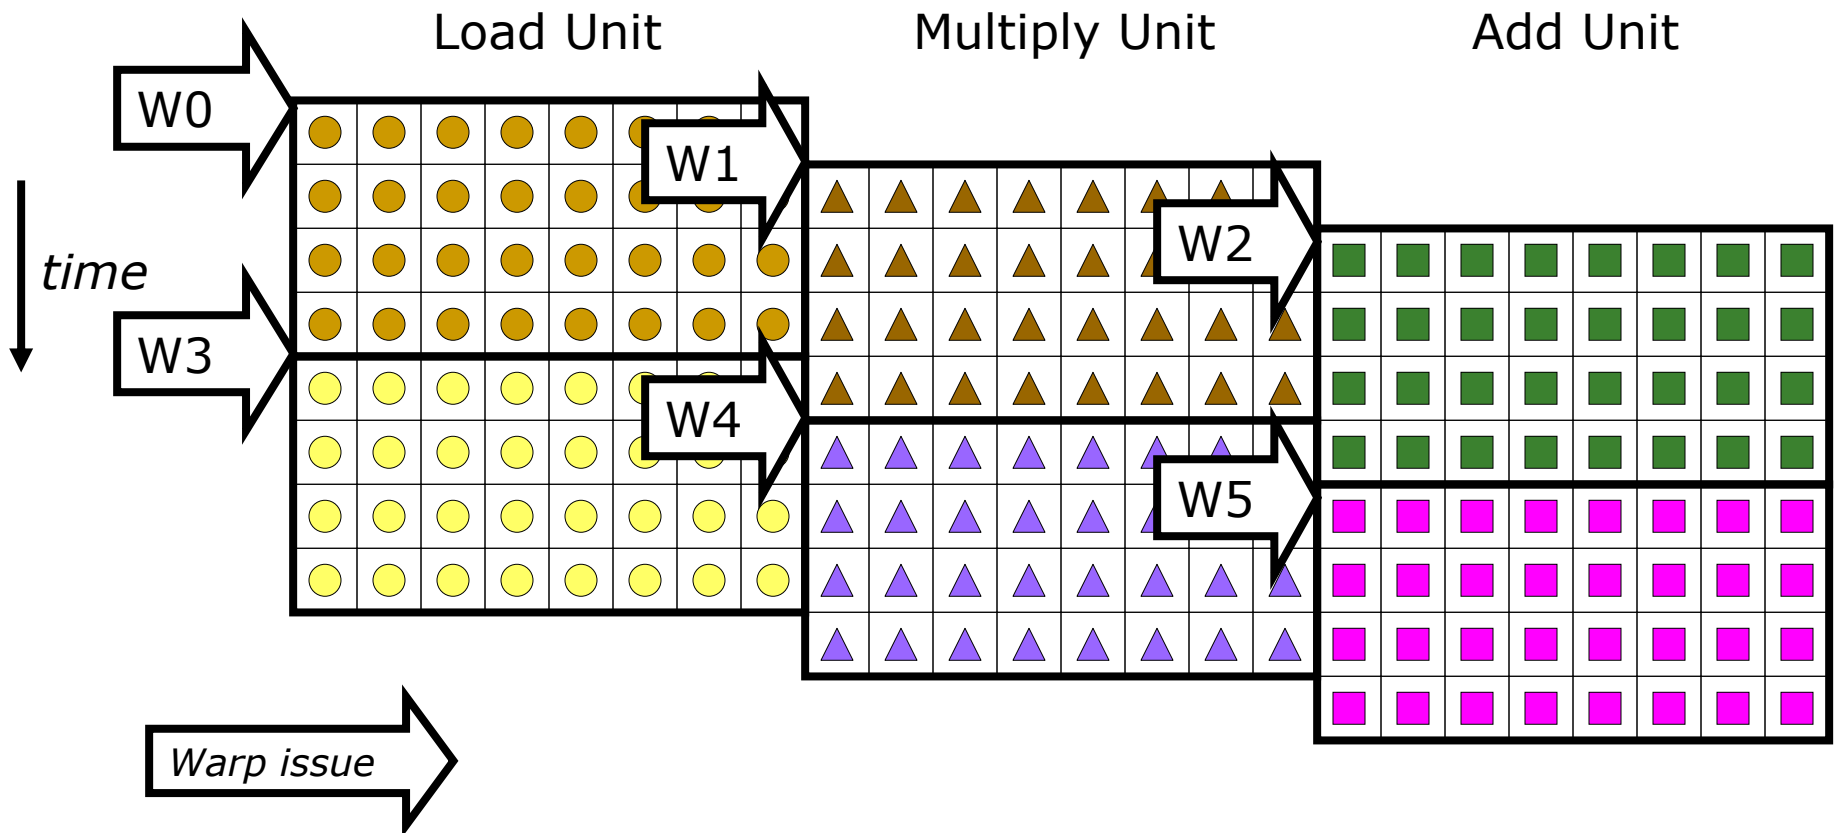 Load Unit
Multiply Unit
Add Unit
W0
W1
W2
time
W3
W4
W5
Warp issue